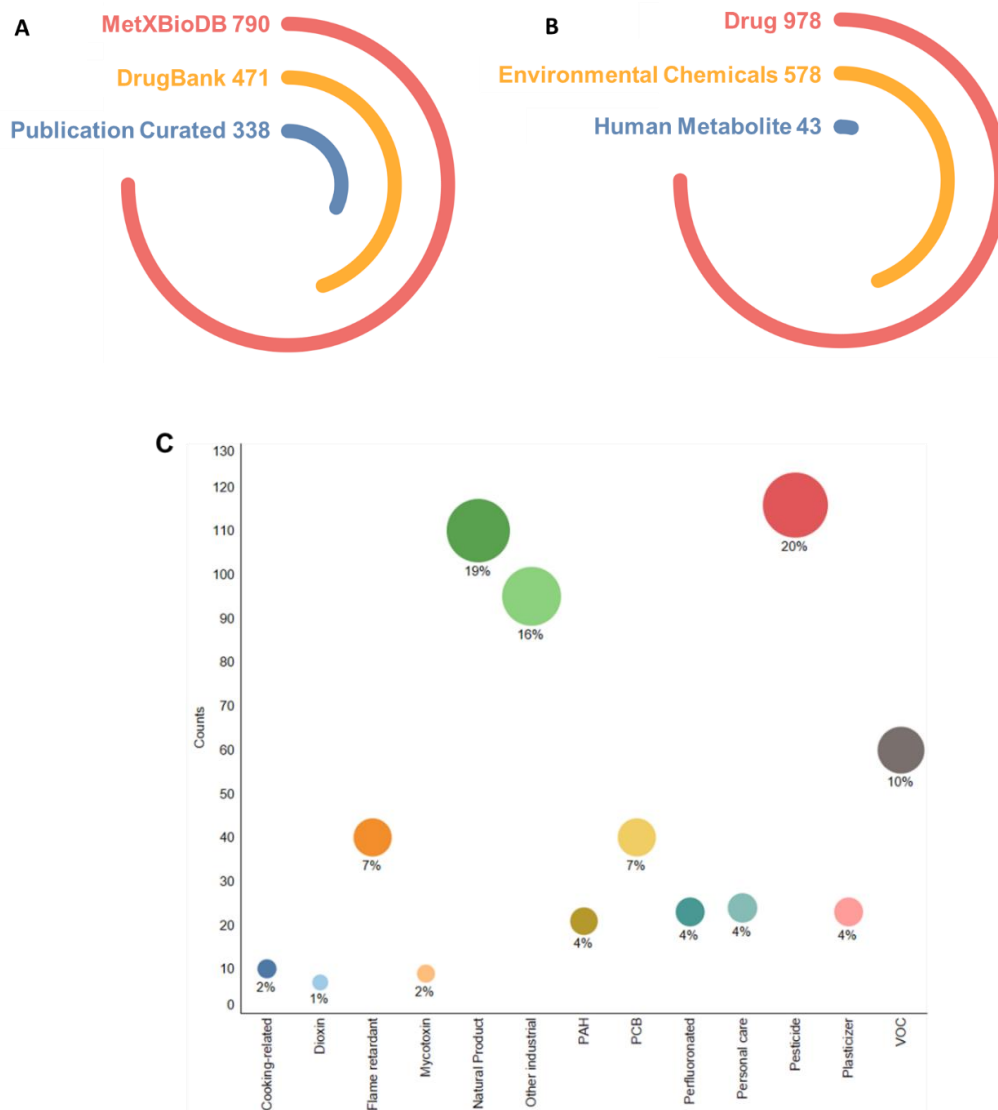 A
MetXBioDB 790
DrugBank 471
Publication Curated 338
B
Drug 978
Environmental Chemicals 578
Human Metabolite 43
C
Counts
130
120
110
100
90
80
70
60
50
40
30
20
10
0
2%
1%
7%
2%
19%
16%
4%
7%
4%
4%
20%
4%
10%
Cooking-related
Dioxin
Flame retardant
Mycotoxin
Natural Product
Other industrial
PAH
PCB
Perfluoronated
Personal care
Pesticide
Plasticizer
VOC